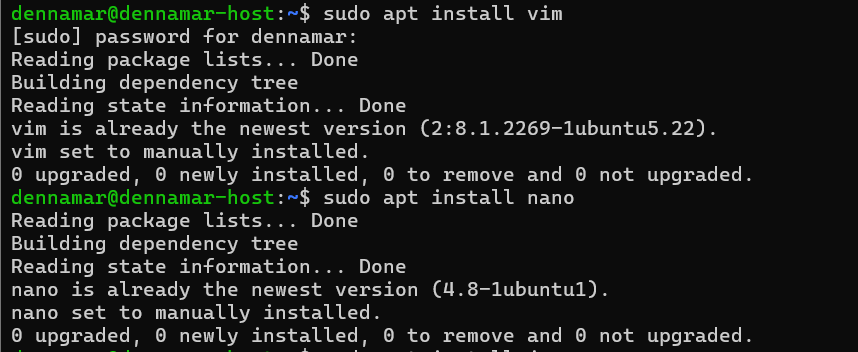 dennamar@dennamar-host:~$ sudo apt install vim
[sudo] password for dennamar:
Reading package lists... Done
Building dependency tree
Reading state information... Done
vim is already the newest version (2:8.1.2269-1ubuntu5.22).
vim set to manually installed.
0 upgraded, 0 newly installed, 0 to remove and 0 not upgraded.
dennamar@dennamar-host:~$ sudo apt install nano
Reading package lists... Done
Building dependency tree
Reading state information... Done
nano is already the newest version (4.8-1ubuntu1).
nano set to manually installed.
0 upgraded, 0 newly installed, 0 to remove and 0 not upgraded.